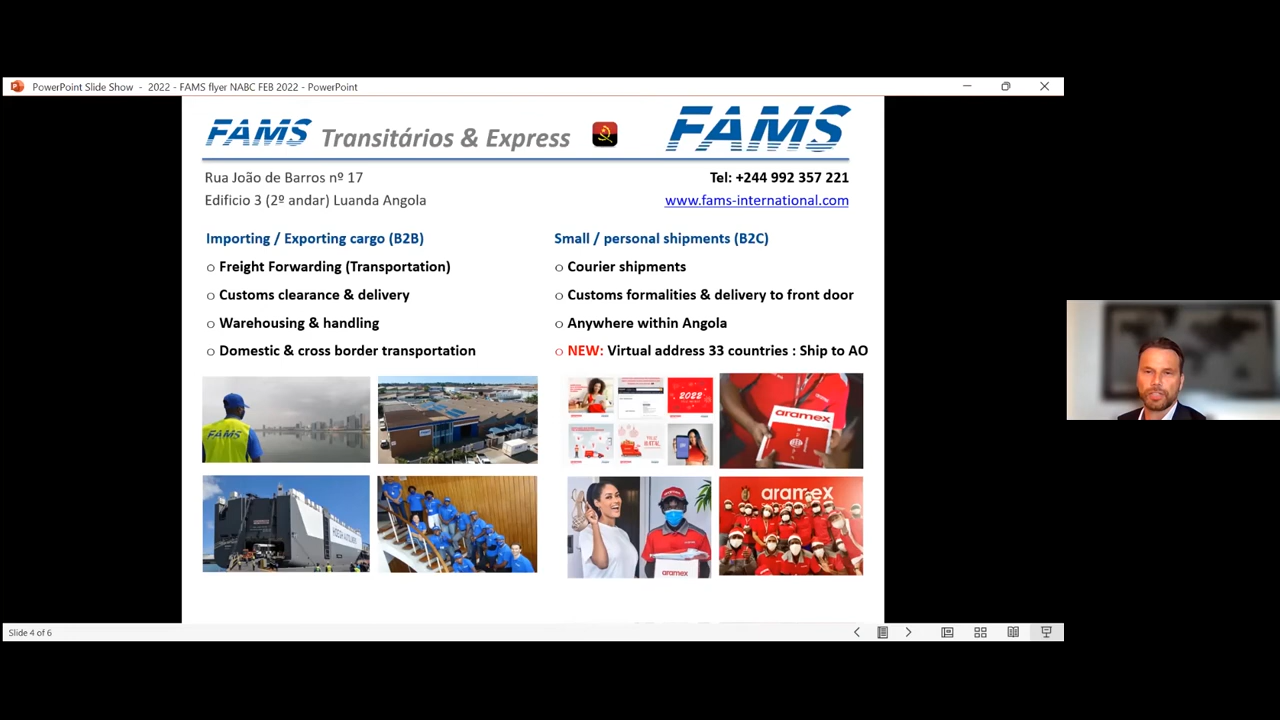 PowerPoint Slide Show - 2022 - FAMS flyer NABC FEB 2022 - PowerPoint
FAMS Transitários & Express
FAMS
Rua João de Barros nº 17
Tel: +244 992 357 221
Edificio 3 (2º andar) Luanda Angola
www.fams-international.com
Importing / Exporting cargo (B2B)
Freight Forwarding (Transportation)
Customs clearance & delivery
Warehousing & handling
Domestic & cross border transportation
Small / personal shipments (B2C)
Courier shipments
Customs formalities & delivery to front door
Anywhere within Angola
NEW: Virtual address 33 countries : Ship to AO
FAMS
2022
aramex
aramex
aramex
Slide 4 of 6